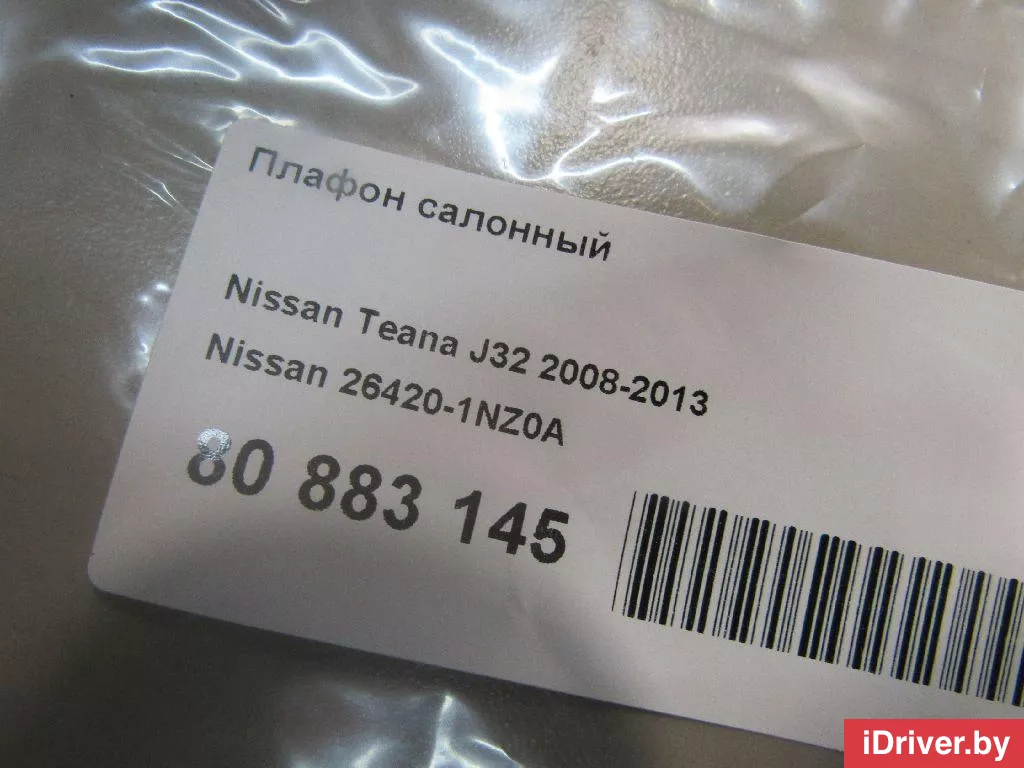 Плафон салонный
Nissan Teana J32 2008-2013
Nissan 26420-1NZ0A
80 883 145
iDriver.by